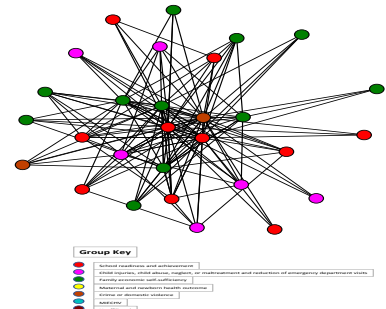 Group Key
School readiness and achievement
Child injuries, child abuse, neglect, or maltreatment and reduction of emergency department visits
Family economic self-sufficiency
Maternal and newborn health outcome
Crime or domestic violence
MIECHV